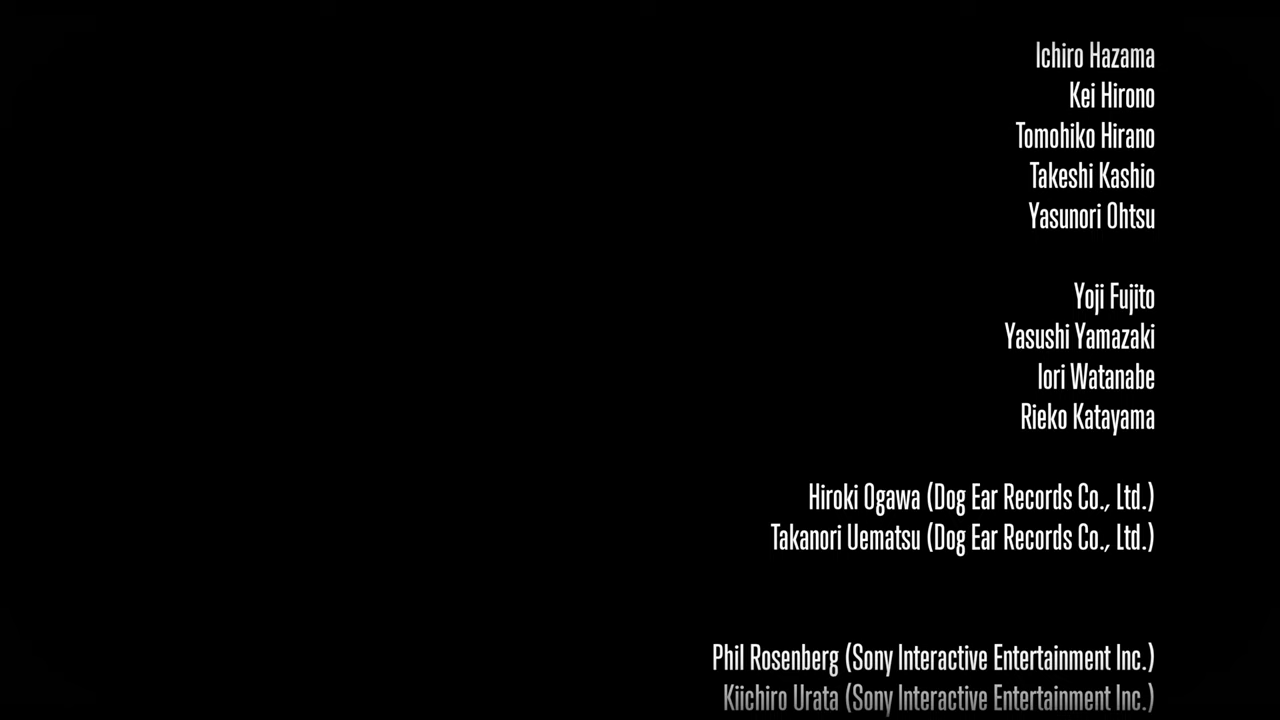 Ichiro Hazama
Kei Hirono
Tomohiko Hirano
Takeshi Kashio
Yasunori Ohtsu
Yoji Fujito
Yasushi Yamazaki
Iori Watanabe
Rieko Katayama
Hiroki Ogawa (Dog Ear Records Co., Ltd.)
Takanori Uematsu (Dog Ear Records Co., Ltd.)
Phil Rosenberg (Sony Interactive Entertainment Inc.)
Kiichiro Urata (Sony Interactive Entertainment Inc.)